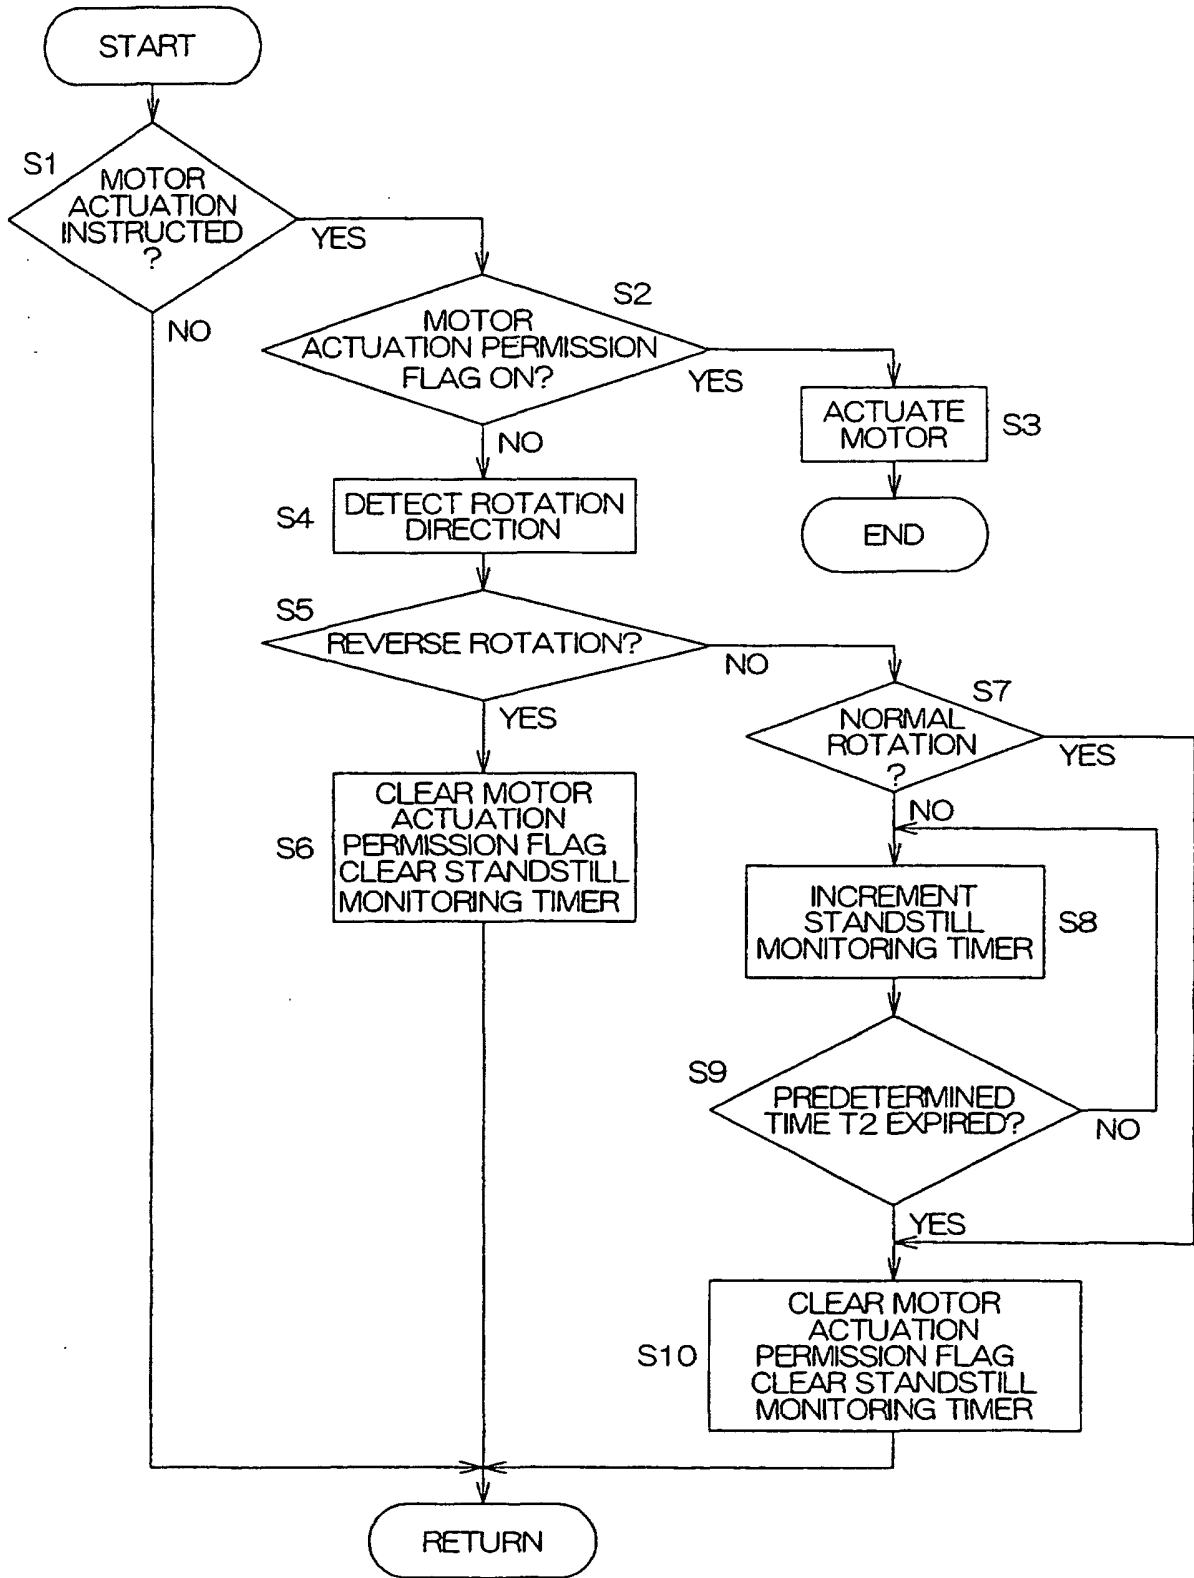 START
S1
MOTOR
ACTUATION
INSTRUCTED
?
YES
NO
S2
MOTOR
ACTUATION PERMISSION
FLAG ON?
YES
NO
ACTUATE
MOTOR
S3
END
S4
DETECT ROTATION
DIRECTION
S5
REVERSE ROTATION?
NO
YES
S7
NORMAL
ROTATION
?
YES
NO
S6
CLEAR MOTOR
ACTUATION
PERMISSION FLAG
CLEAR STANDSTILL
MONITORING TIMER
INCREMENT
STANDSTILL
MONITORING TIMER
S8
S9
PREDETERMINED
TIME T2 EXPIRED?
NO
YES
S10
CLEAR MOTOR
ACTUATION
PERMISSION FLAG
CLEAR STANDSTILL
MONITORING TIMER
RETURN